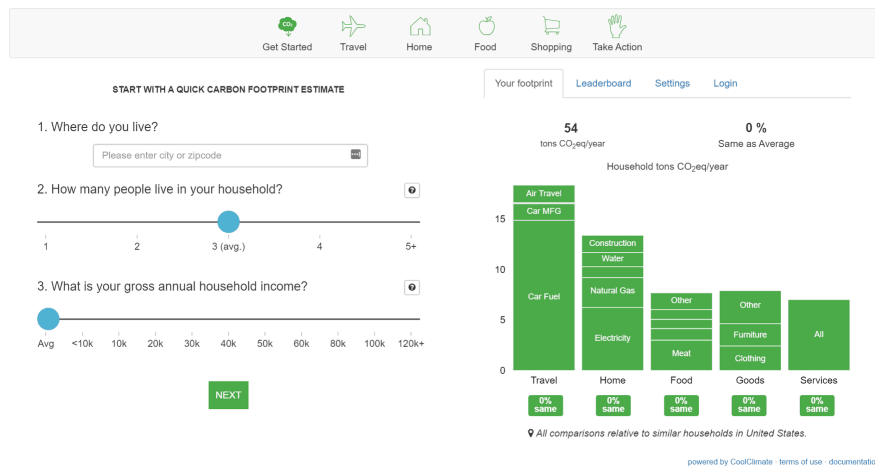 CO₂
Get Started Travel Home Food Shopping Take Action
START WITH A QUICK CARBON FOOTPRINT ESTIMATE
1. Where do you live?
Please enter city or zipcode
2. How many people live in your household?
1 2 3 (avg.) 4 5+
3. What is your gross annual household income?
Avg <10k 10k 20k 30k 40k 50k 60k 80k 100k 120k+
NEXT
Your footprint Leaderboard Settings Login
54 0 %
tons CO₂eq/year Same as Average
Household tons CO₂eq/year
15
10
5
0
Air Travel
Car MFG
Car Fuel
Construction
Water
Natural Gas
Electricity
Other
Meat
Other
Furniture
Clothing
All
Travel Home Food Goods Services
0% 0% 0% 0% 0%
same same same same same
All comparisons relative to similar households in United States.
powered by CoolClimate · terms of use · documentatio